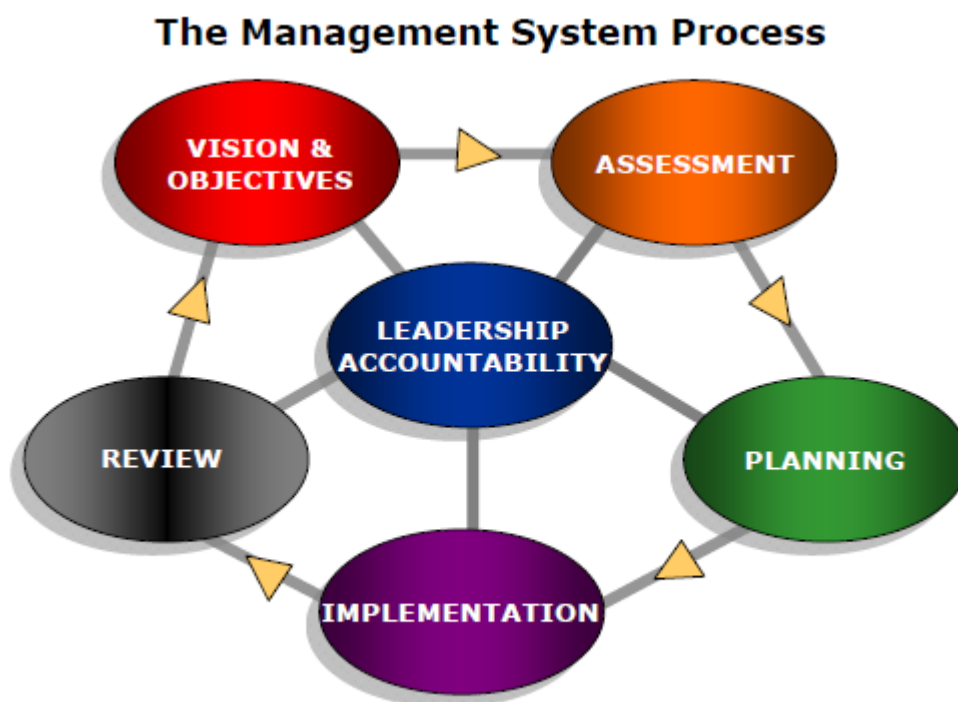 The Management System Process
VISION &
OBJECTIVES
ASSESSMENT
LEADERSHIP
ACCOUNTABILITY
REVIEW
PLANNING
IMPLEMENTATION